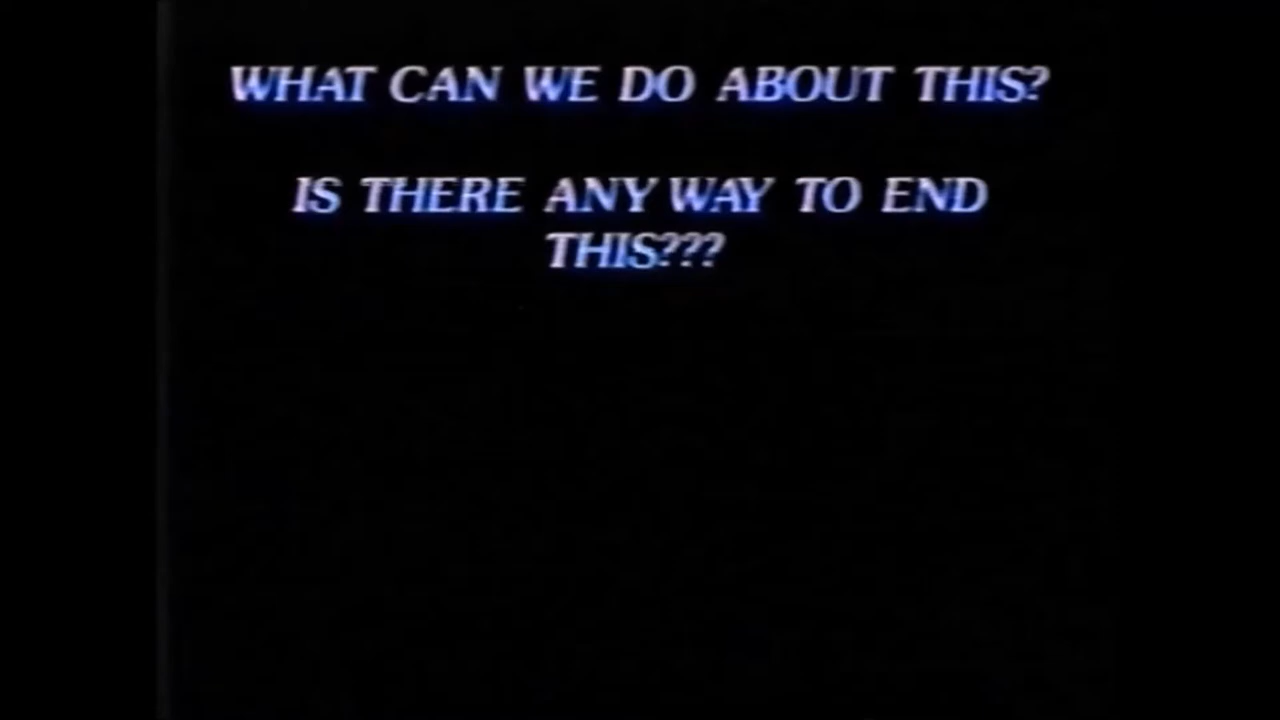 WHAT CAN WE DO ABOUT THIS?
IS THERE ANY WAY TO END
THIS???